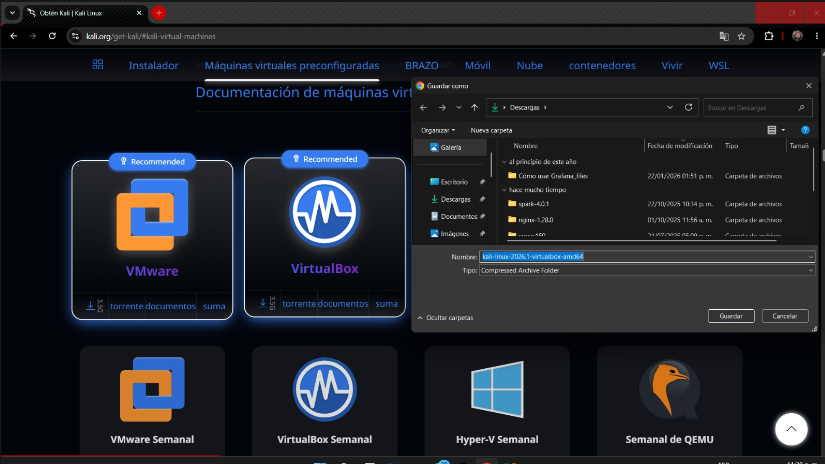 Obtén Kali | Kali Linux
kali.org/get-kali/#kali-virtual-machines
Instalador Máquinas virtuales preconfiguradas BRAZO Móvil Nube contenedores Vivir WSL
Documentación de máquinas virt
Recommended
VMware
3.5G torrente documentos suma
Recommended
VirtualBox
3.5G torrente documentos suma
Guardar como
Descargas
Buscar en Descargas
Organizar Nueva carpeta
Galería
Escritorio
Descargas
Documentos
Imágenes
Nombre Fecha de modificación Tipo Tamañ
al principio de este año
Cómo usar Grafana_files 22/01/2026 01:51 p. m. Carpeta de archivos
hace mucho tiempo
spark-4.0.1 22/10/2025 10:34 p. m. Carpeta de archivos
nginx-1.28.0 01/10/2025 11:56 a. m. Carpeta de archivos
Carpeta de archivos
Nombre: kali-linux-2026.1-virtualbox-amd64
Tipo: Compressed Archive Folder
Ocultar carpetas Guardar Cancelar
VMware Semanal VirtualBox Semanal Hyper-V Semanal Semanal de QEMU